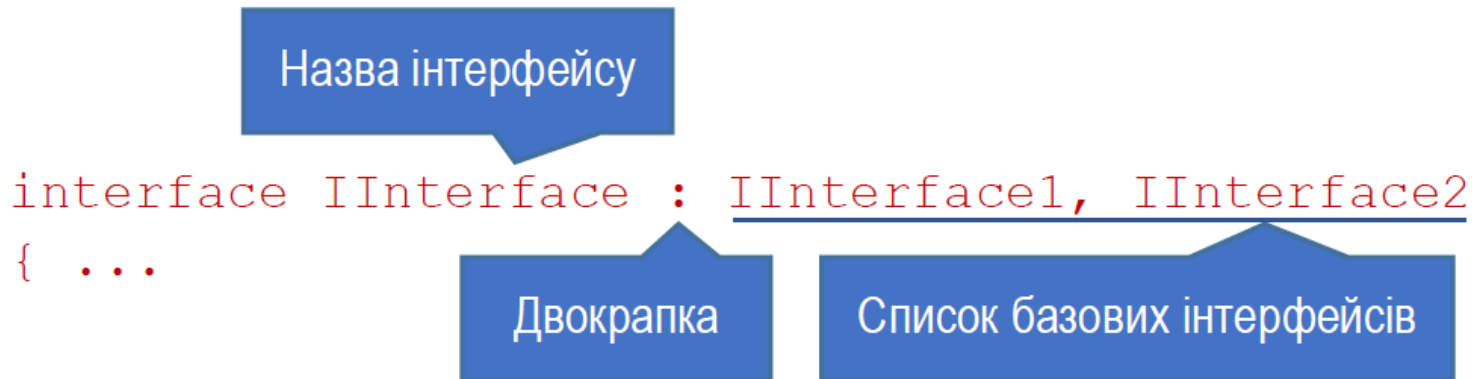 Назва інтерфейсу
interface IInterface : IInterface1, IInterface2
{ ...
Двокрапка
Список базових інтерфейсів